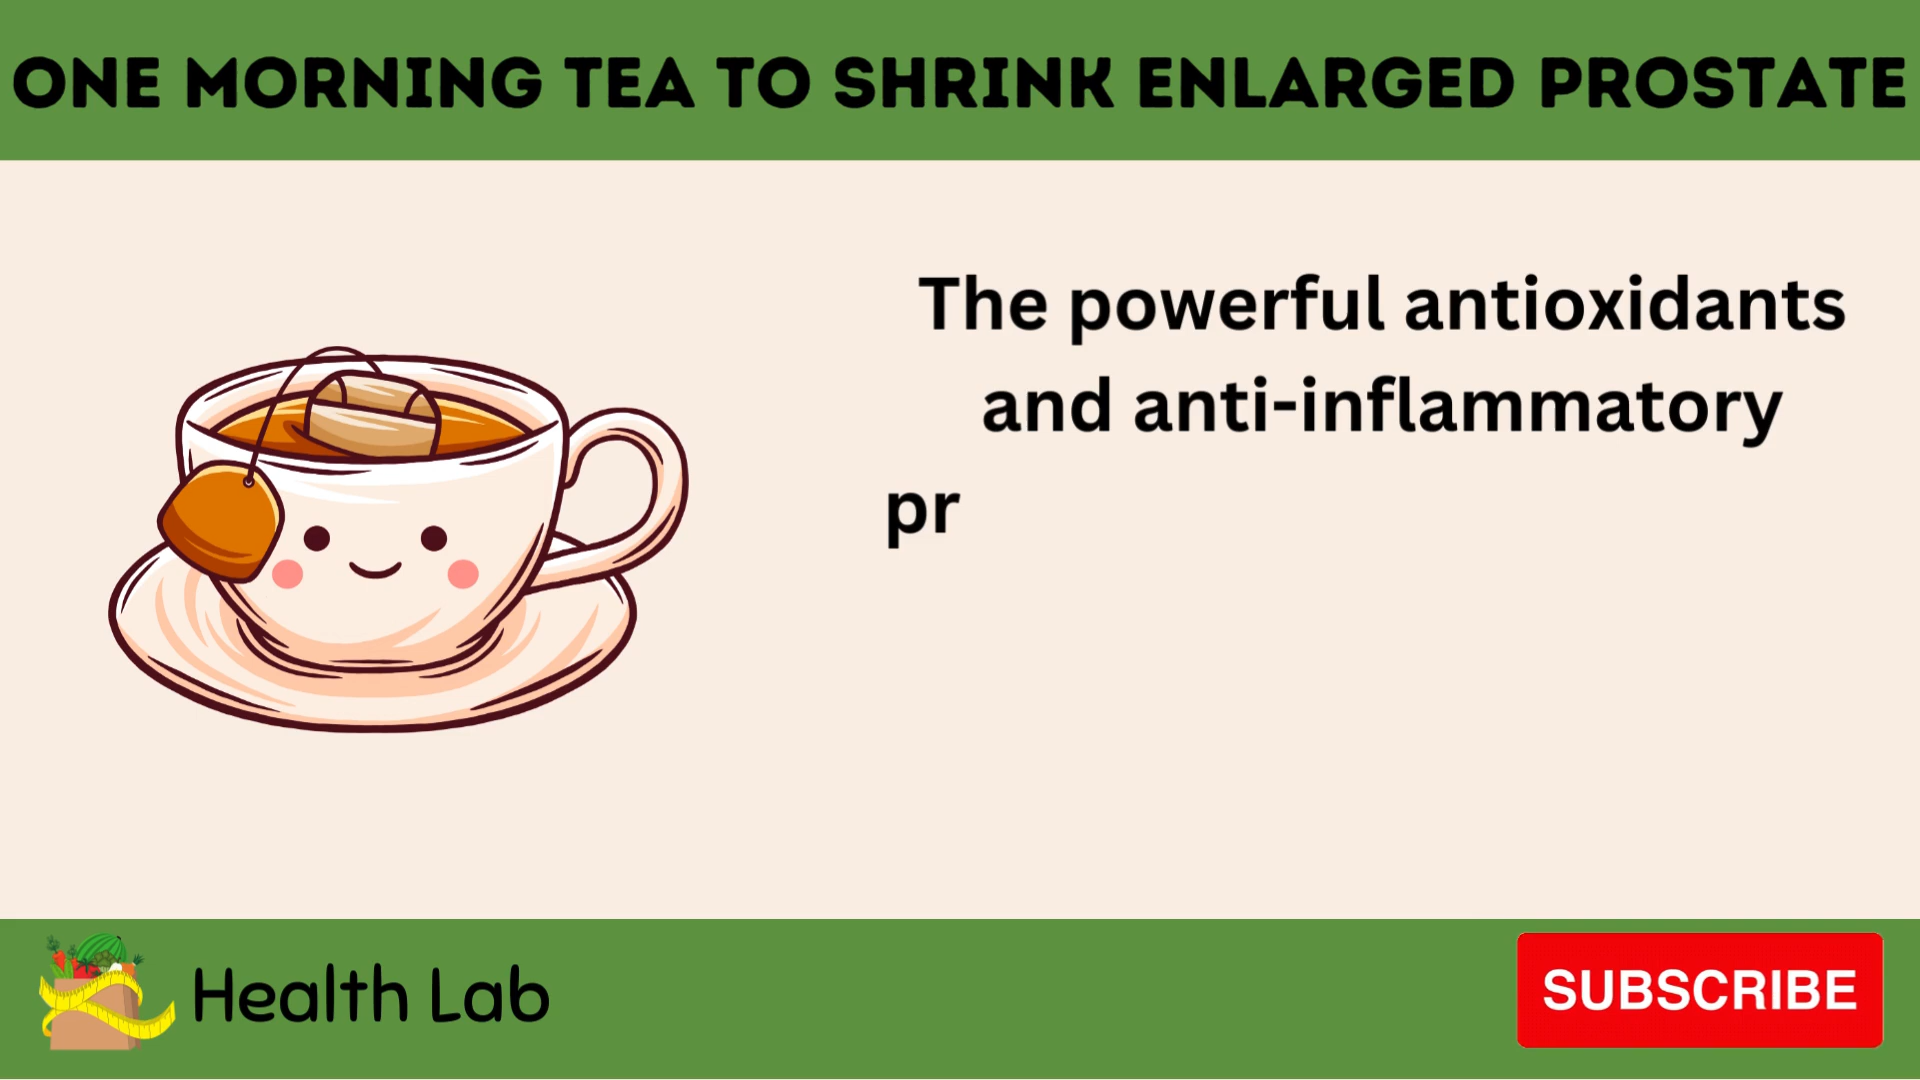 ONE MORNING TEA TO SHRINK ENLARGED PROSTATE
The powerful antioxidants
and anti-inflammatory
pr
Health Lab
SUBSCRIBE